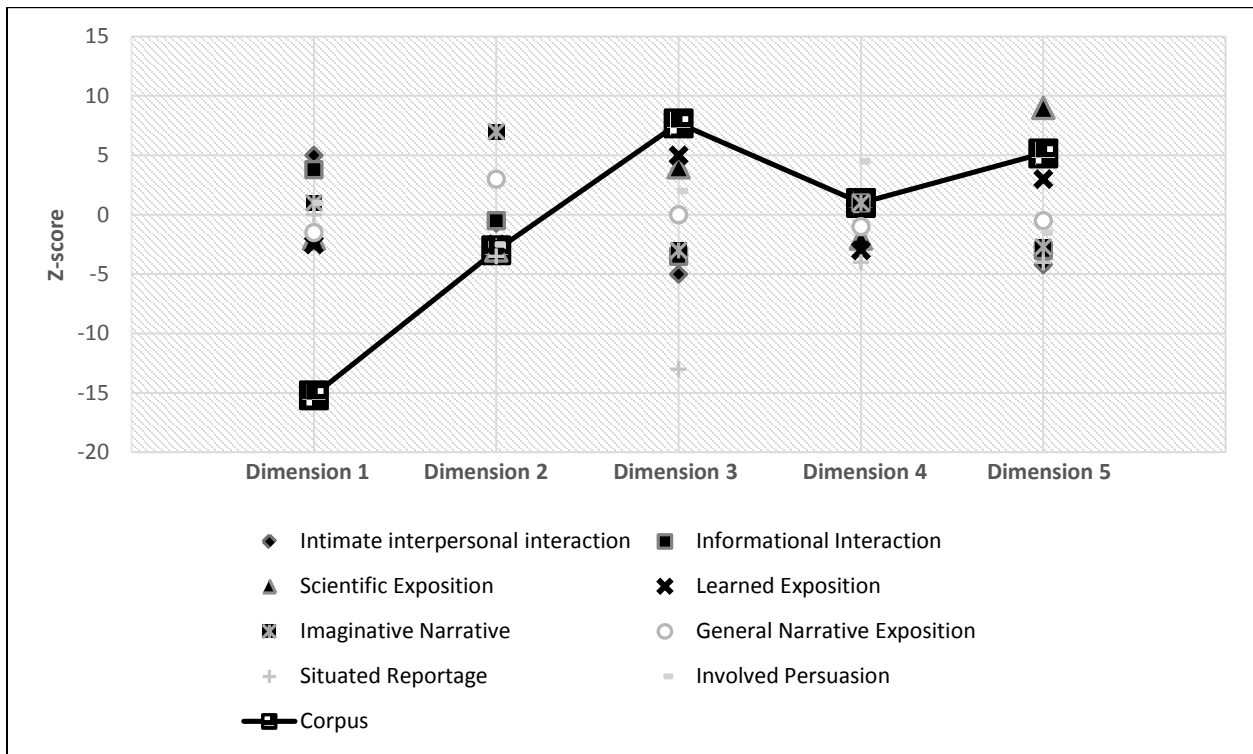 15
10
5
0
-5
-10
-15
-20
Z-score
Dimension 1 Dimension 2 Dimension 3 Dimension 4 Dimension 5
Intimate interpersonal interaction Informational Interaction
Scientific Exposition Learned Exposition
Imaginative Narrative General Narrative Exposition
Situated Reportage Involved Persuasion
Corpus